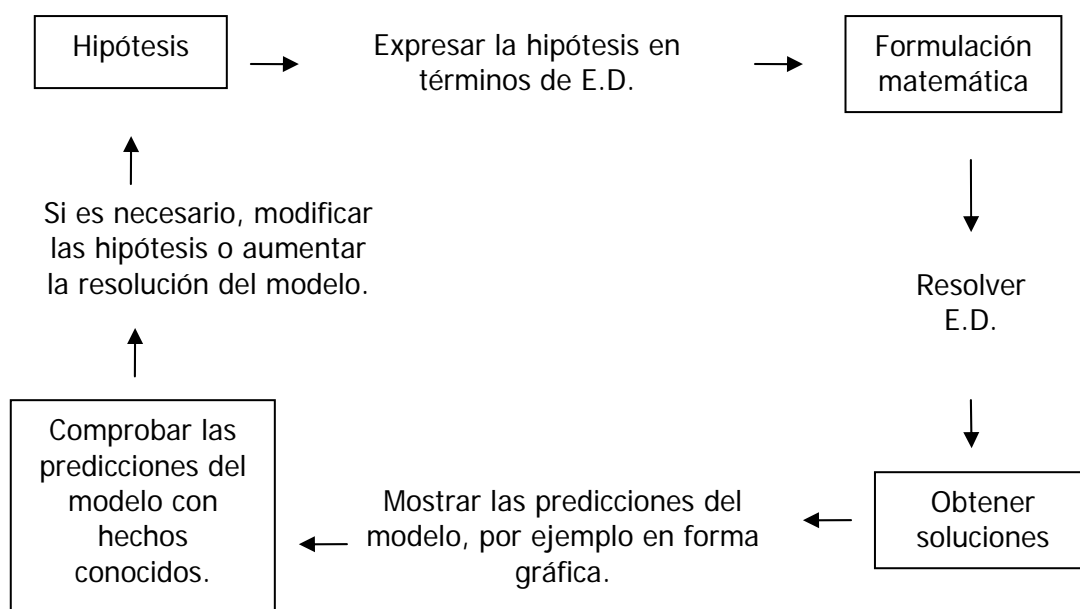 Hipótesis
Expresar la hipótesis en
términos de E.D.
Formulación
matemática
Si es necesario, modificar
las hipótesis o aumentar
la resolución del modelo.
Resolver
E.D.
Comprobar las
predicciones del
modelo con
hechos
conocidos.
Mostrar las predicciones del
modelo, por ejemplo en forma
gráfica.
Obtener
soluciones